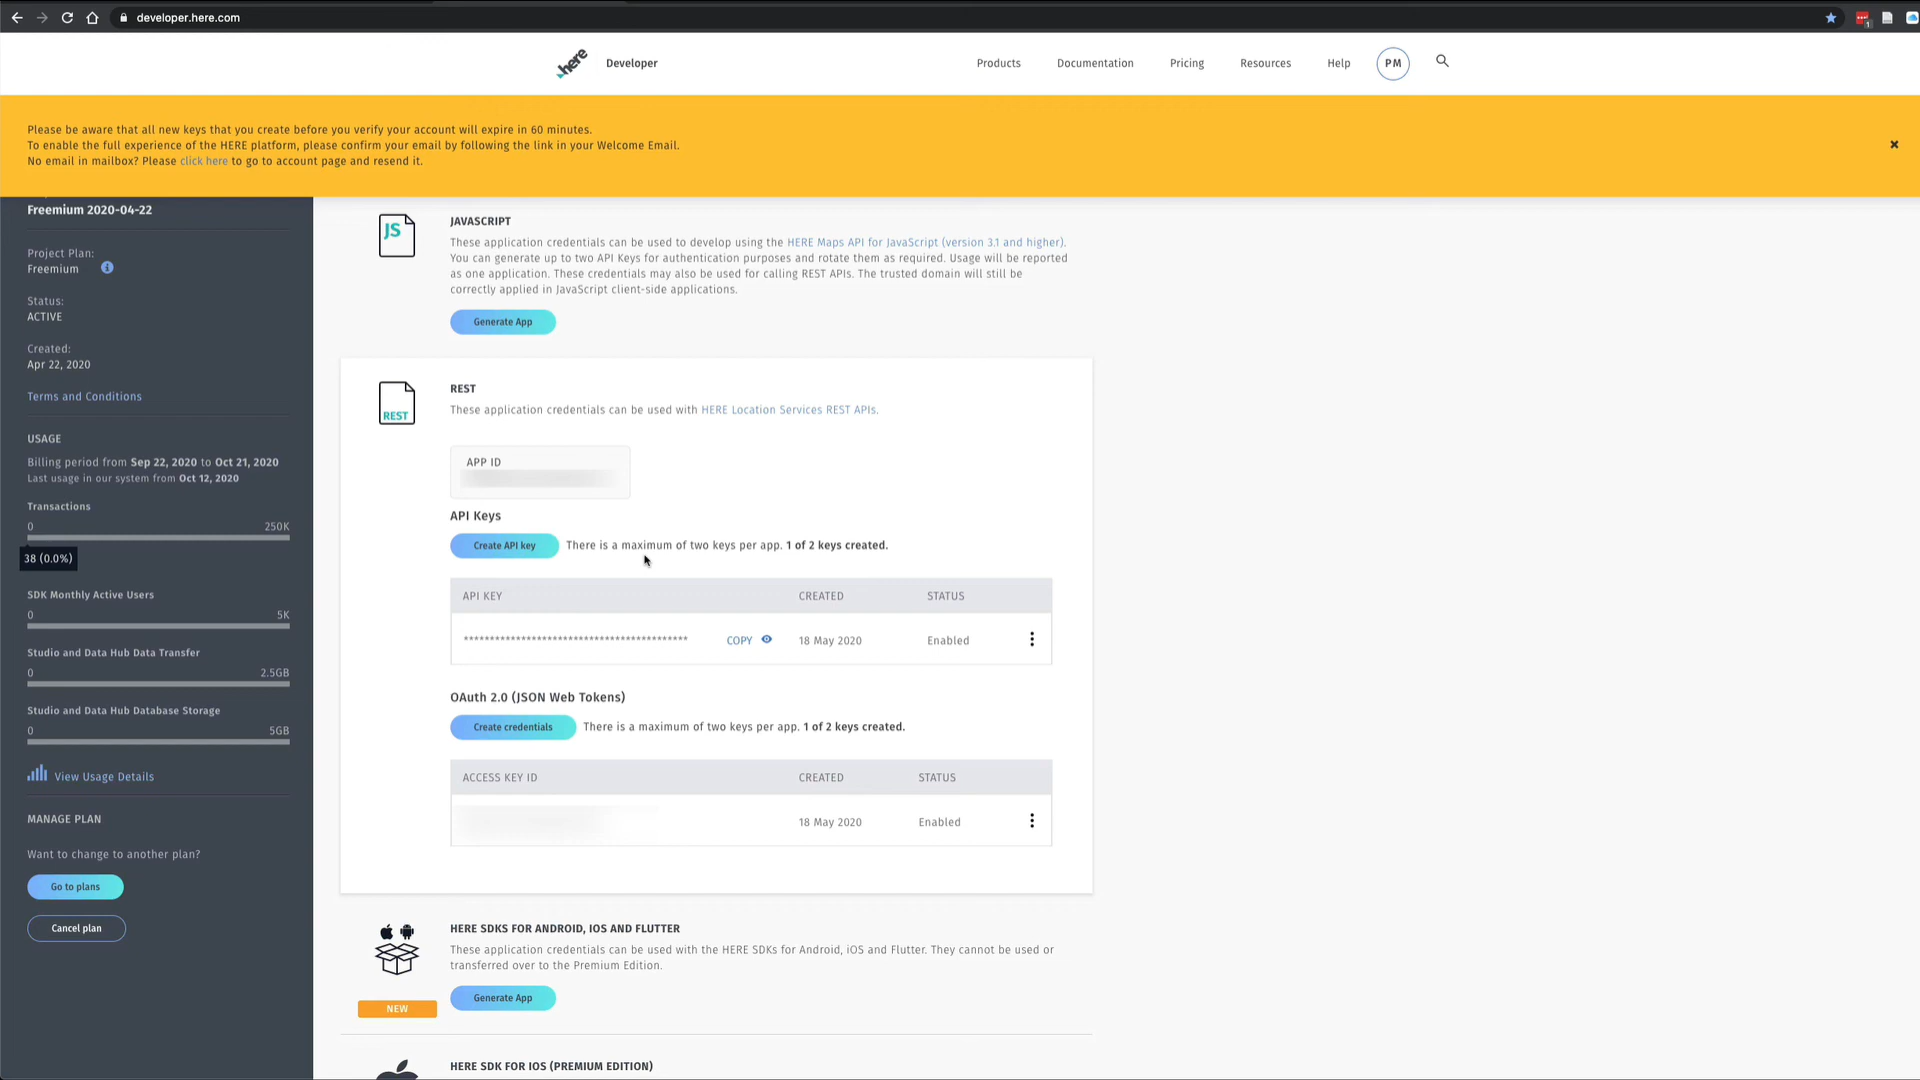 developer.here.com
1
here
Developer
Products
Documentation
Pricing
Resources
Help
PM
Please be aware that all new keys that you create before you verify your account will expire in 60 minutes.
To enable the full experience of the HERE platform, please confirm your email by following the link in your Welcome Email.
No email in mailbox? Please click here to go to account page and resend it.
Freemium 2020-04-22
Project Plan:
Freemium
Status:
ACTIVE
Created:
Apr 22, 2020
Terms and Conditions
USAGE
Billing period from Sep 22, 2020 to Oct 21, 2020
Last usage in our system from Oct 12, 2020
Transactions
0 250K
38 (0.0%)
SDK Monthly Active Users
0 5K
Studio and Data Hub Data Transfer
0 2.5GB
Studio and Data Hub Database Storage
0 5GB
View Usage Details
MANAGE PLAN
Want to change to another plan?
Go to plans
Cancel plan
JS
JAVASCRIPT
These application credentials can be used to develop using the HERE Maps API for JavaScript (version 3.1 and higher).
You can generate up to two API Keys for authentication purposes and rotate them as required. Usage will be reported
as one application. These credentials may also be used for calling REST APIs. The trusted domain will still be
correctly applied in JavaScript client-side applications.
Generate App
REST
REST
These application credentials can be used with HERE Location Services REST APIs.
APP ID
API Keys
Create API key There is a maximum of two keys per app. 1 of 2 keys created.
API KEY CREATED STATUS
******************************************* COPY 18 May 2020 Enabled
OAuth 2.0 (JSON Web Tokens)
Create credentials There is a maximum of two keys per app. 1 of 2 keys created.
ACCESS KEY ID CREATED STATUS
18 May 2020 Enabled
HERE SDKS FOR ANDROID, IOS AND FLUTTER
These application credentials can be used with the HERE SDKs for Android, iOS and Flutter. They cannot be used or
transferred over to the Premium Edition.
Generate App
NEW
HERE SDK FOR IOS (PREMIUM EDITION)